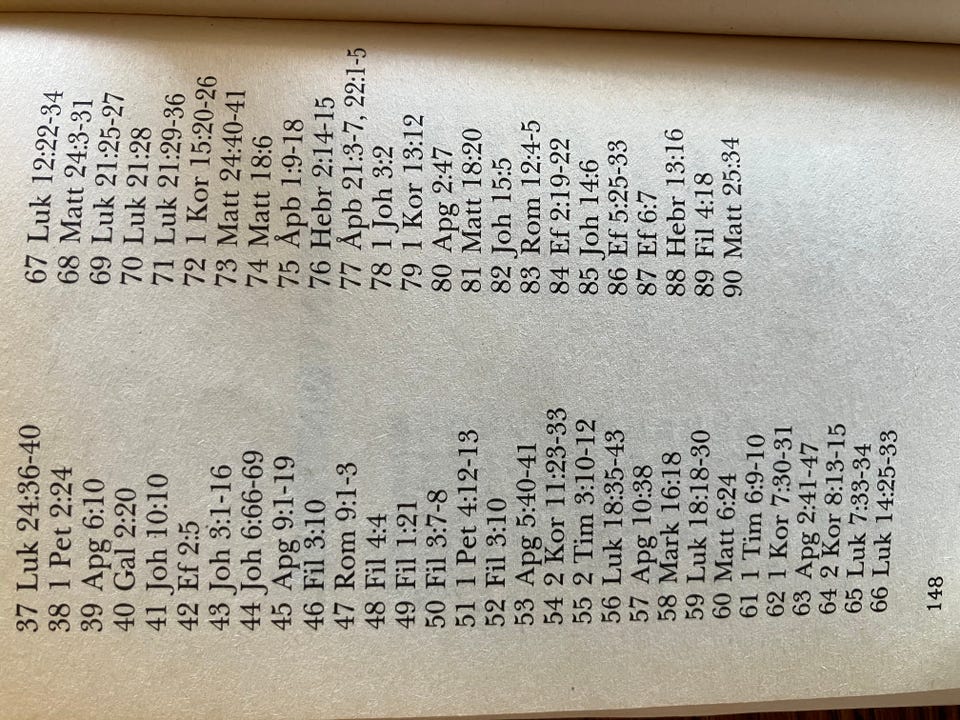 37 Luk 24:36-40
38 1 Pet 2:24
39 Apg 6:10
40 Gal 2:20
41 Joh 10:10
42 Ef 2:5
43 Joh 3:1-16
44 Joh 6:66-69
45 Apg 9:1-19
46 Fil 3:10
47 Rom 9:1-3
48 Fil 4:4
49 Fil 1:21
50 Fil 3:7-8
51 1 Pet 4:12-13
52 Fil 3:10
53 Apg 5:40-41
54 2 Kor 11:23-33
55 2 Tim 3:10-12
56 Luk 18:35-43
57 Apg 10:38
58 Mark 16:18
59 Luk 18:18-30
60 Matt 6:24
61 1 Tim 6:9-10
62 1 Kor 7:30-31
63 Apg 2:41-47
64 2 Kor 8:13-15
65 Luk 7:33-34
66 Luk 14:25-33
67 Luk 12:22-34
68 Matt 24:3-31
69 Luk 21:25-27
70 Luk 21:28
71 Luk 21:29-36
72 1 Kor 15:20-26
73 Matt 24:40-41
74 Matt 18:6
75 Åpb 1:9-18
76 Hebr 2:14-15
77 Åpb 21:3-7, 22:1-5
78 1 Joh 3:2
79 1 Kor 13:12
80 Apg 2:47
81 Matt 18:20
82 Joh 15:5
83 Rom 12:4-5
84 Ef 2:19-22
85 Joh 14:6
86 Ef 5:25-33
87 Ef 6:7
88 Hebr 13:16
89 Fil 4:18
90 Matt 25:34
148